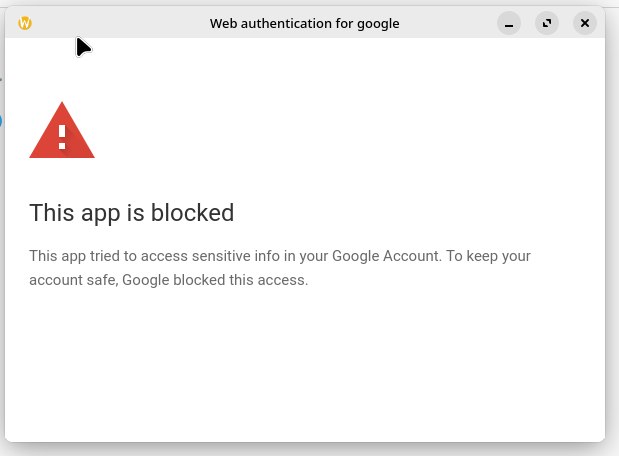 Web authentication for google
This app is blocked
This app tried to access sensitive info in your Google Account. To keep your
account safe, Google blocked this access.